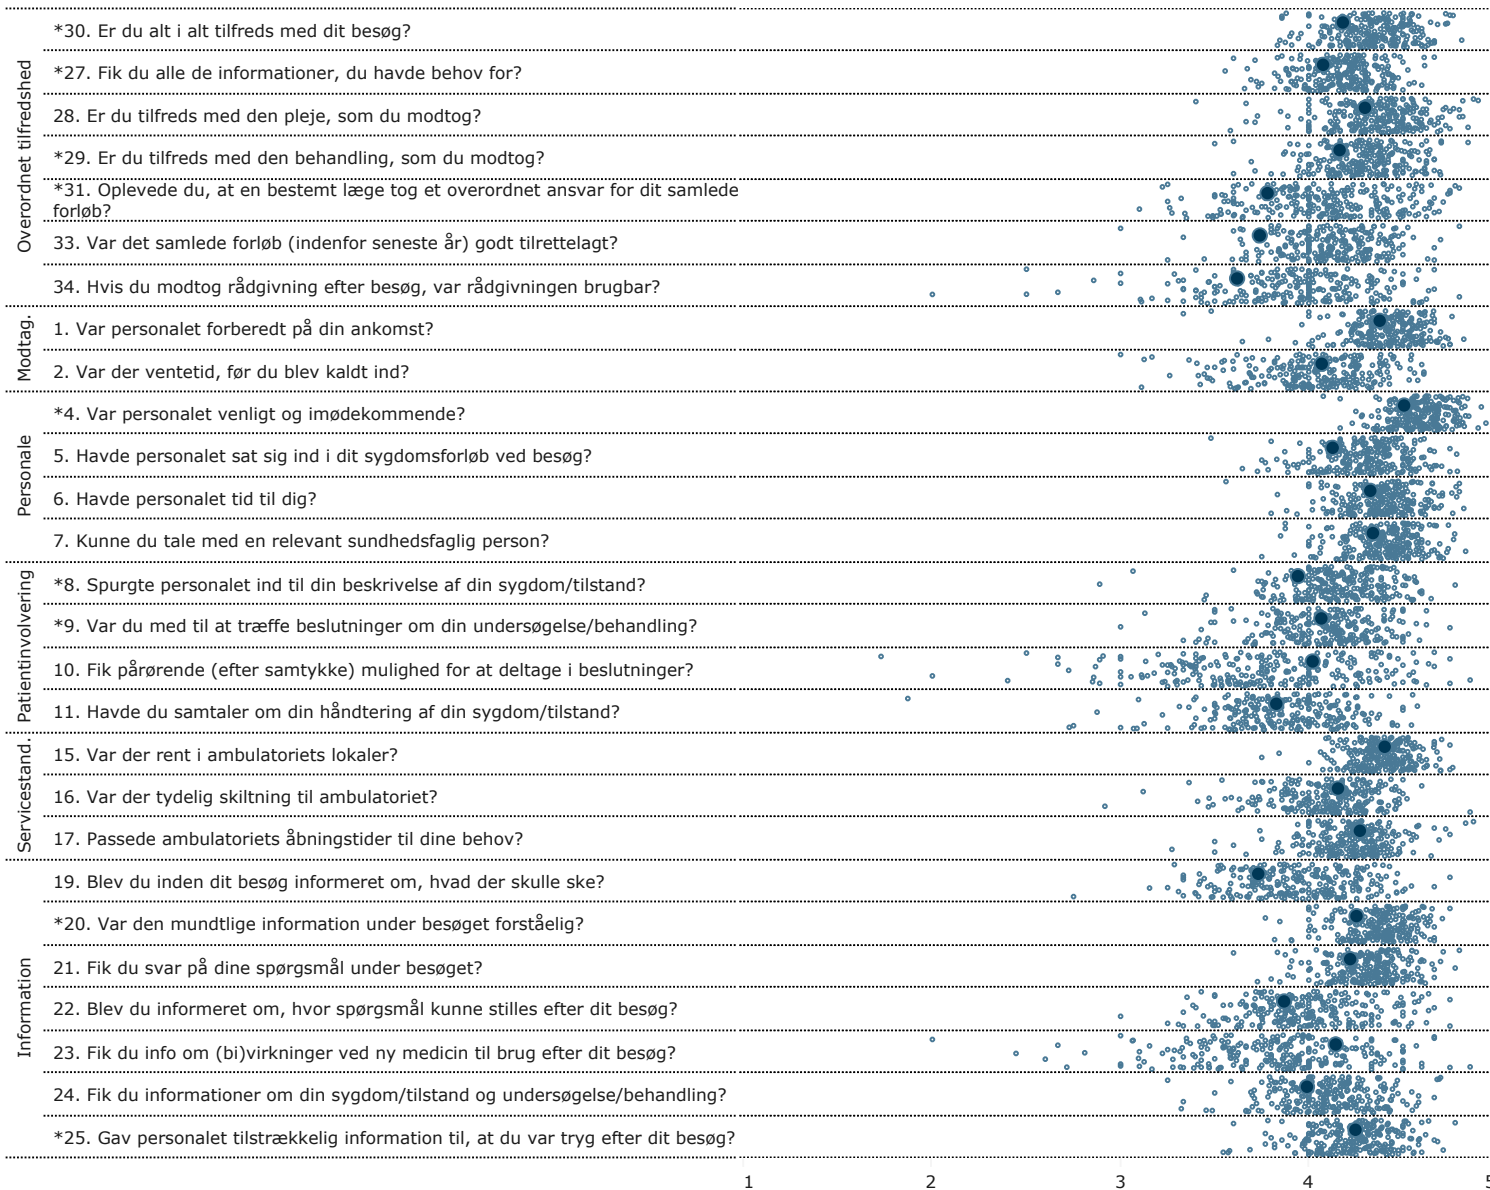 Overordnet tilfredshed
*30. Er du alt i alt tilfreds med dit besøg?
*27. Fik du alle de informationer, du havde behov for?
28. Er du tilfreds med den pleje, som du modtog?
*29. Er du tilfreds med den behandling, som du modtog?
*31. Oplevede du, at en bestemt læge tog et overordnet ansvar for dit samlede
forløb?
33. Var det samlede forløb (indenfor seneste år) godt tilrettelagt?
34. Hvis du modtog rådgivning efter besøg, var rådgivningen brugbar?
Modtag.
1. Var personalet forberedt på din ankomst?
2. Var der ventetid, før du blev kaldt ind?
Personale
*4. Var personalet venligt og imødekommende?
5. Havde personalet sat sig ind i dit sygdomsforløb ved besøg?
6. Havde personalet tid til dig?
7. Kunne du tale med en relevant sundhedsfaglig person?
Patientinvolvering
*8. Spurgte personalet ind til din beskrivelse af din sygdom/tilstand?
*9. Var du med til at træffe beslutninger om din undersøgelse/behandling?
10. Fik pårørende (efter samtykke) mulighed for at deltage i beslutninger?
11. Havde du samtaler om din håndtering af din sygdom/tilstand?
Servicestand.
15. Var der rent i ambulatoriets lokaler?
16. Var der tydelig skiltning til ambulatoriet?
17. Passede ambulatoriets åbningstider til dine behov?
Information
19. Blev du inden dit besøg informeret om, hvad der skulle ske?
*20. Var den mundtlige information under besøget forståelig?
21. Fik du svar på dine spørgsmål under besøget?
22. Blev du informeret om, hvor spørgsmål kunne stilles efter dit besøg?
23. Fik du info om (bi)virkninger ved ny medicin til brug efter dit besøg?
24. Fik du informationer om din sygdom/tilstand og undersøgelse/behandling?
*25. Gav personalet tilstrækkelig information til, at du var tryg efter dit besøg?
1 2 3 4 5